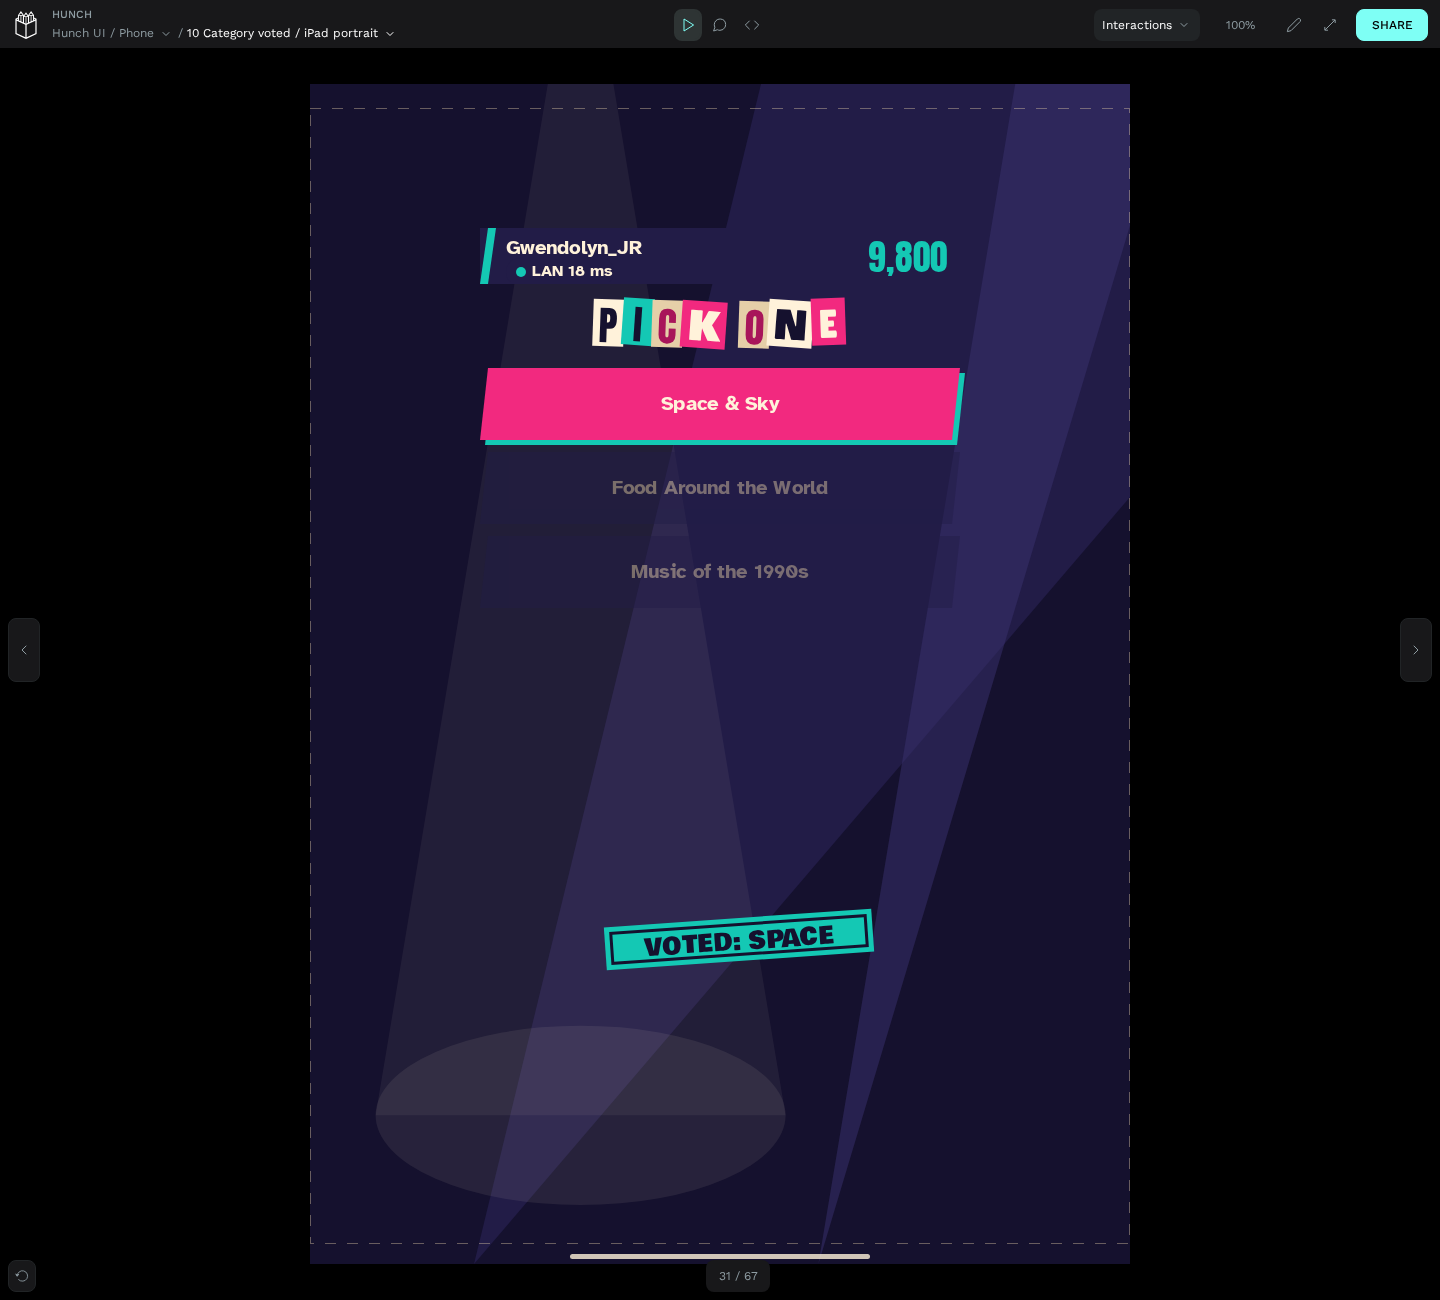 HUNCH
Hunch UI / Phone / 10 Category voted / iPad portrait
Interactions
100%
SHARE
Gwendolyn_JR
LAN 18 ms
9,800
PICK ONE
Space & Sky
Food Around the World
Music of the 1990s
VOTED: SPACE
31 / 67